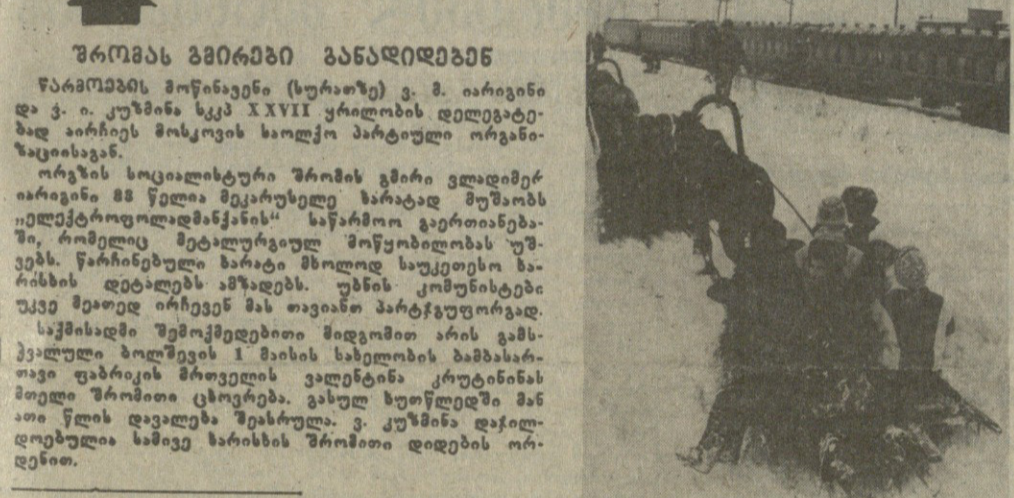 შრომას გმირები განადიდებენ
წარმოების მოწინავენი (სურათზე) ვ. მ. იარიგინი
და ვ. ი. კუზმინა სკკპ XXVII ყრილობის დელეგატე-
ბად აირჩიეს მოსკოვის საოლქო პარტიული ორგანი-
ზაციისაგან.
ორგზის სოციალისტური შრომის გმირი ვლადიმერ
იარიგინი 33 წელია მეკარუსელე ხარატად მუშაობს
„ელექტროფოლადმანქანის“ საწარმოო გაერთიანება-
ში, რომელიც მეტალურგიულ მოწყობილობას უშ-
ვებს. წარჩინებული ხარატი მხოლოდ საუკეთესო ხა-
რისხის დეტალებს ამზადებს. უბნის კომუნისტები
უკვე მეათედ ირჩევენ მას თავიანთ პარტჯგუფორგად.
საქმისადმი შემოქმედებითი მიდგომით არის გამს-
ჭვალული ბოლშევის 1 მაისის სახელობის ბამბასარ-
თავი ფაბრიკის მრთველის ვალენტინა კრუტინინას
მთელი შრომითი ცხოვრება. გასულ ხუთწლედში მან
ათი წლის დავალება შეასრულა. ვ. კუზმინა დაჯილ-
დოებულია სამივე ხარისხის შრომითი დიდების ორ-
დენით.